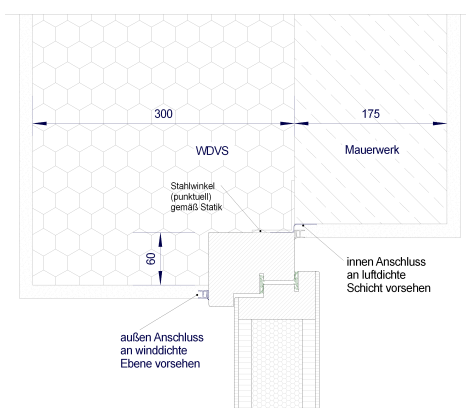 300
175
WDVS
Mauerwerk
Stahlwinkel
(punktuell)
gemäß Statik
60
innen Anschluss
an luftdichte
Schicht vorsehen
außen Anschluss
an winddichte
Ebene vorsehen